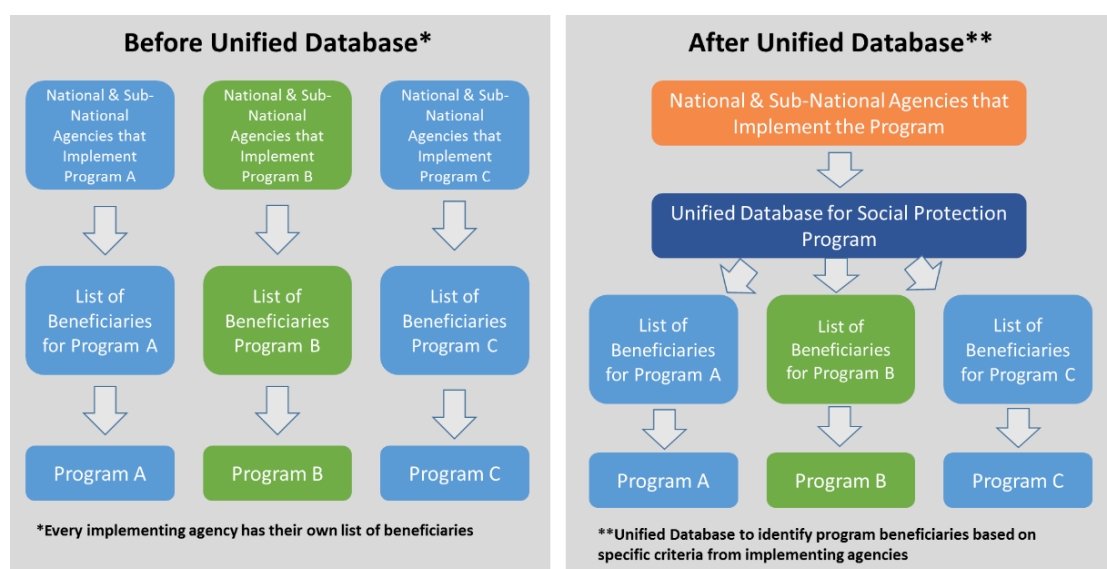 Before Unified Database*
National & Sub-
National
Agencies that
Implement
Program A
National & Sub-
National
Agencies that
Implement
Program B
National & Sub-
National
Agencies that
Implement
Program C
List of
Beneficiaries
for Program A
List of
Beneficiaries
Program B
List of
Beneficiaries
Program C
Program A
Program B
Program C
*Every implementing agency has their own list of beneficiaries
After Unified Database**
National & Sub-National Agencies that
Implement the Program
Unified Database for Social Protection
Program
List of
Beneficiaries
for Program A
List of
Beneficiaries
for Program B
List of
Beneficiaries
for Program C
Program A
Program B
Program C
**Unified Database to identify program beneficiaries based on
specific criteria from implementing agencies